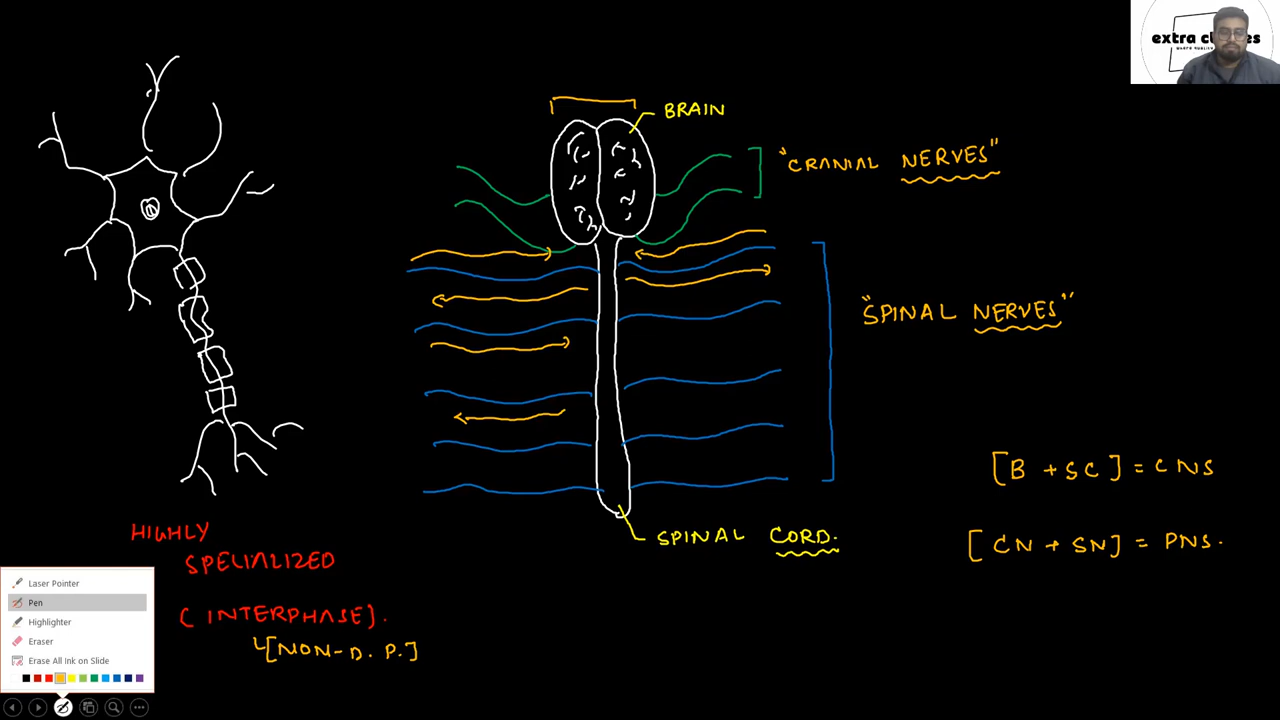 extra cl es
BRAIN
"CRANIAL NERVES"
"SPINAL NERVES"
[B + SC] = CNS
[CN + SN] = PNS.
SPINAL CORD.
HIGHLY
SPECIALIZED
(INTERPHASE).
[NON-D. P.]
Laser Pointer
Pen
Highlighter
Eraser
Erase All Ink on Slide